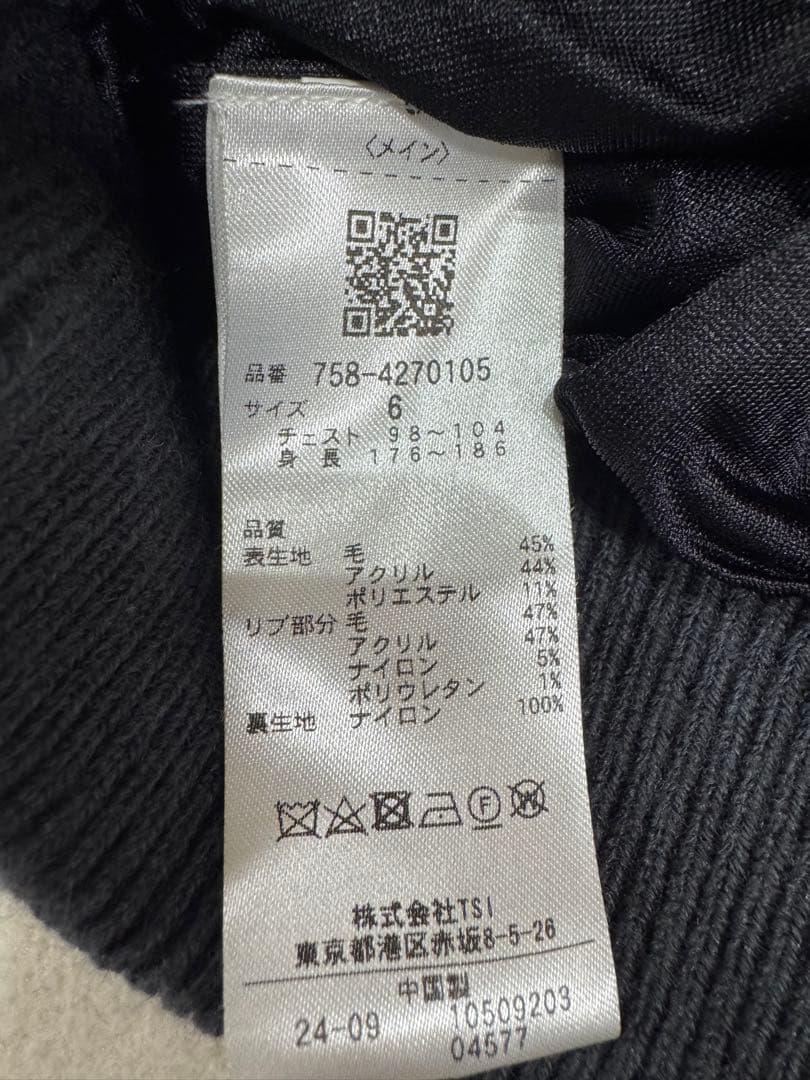 〈メイン〉
品番 758-4270105
サイズ 6
チェスト 98～104
身長 176～186
品質
表生地 毛 45%
アクリル 44%
ポリエステル 11%
リブ部分 毛 47%
アクリル 47%
ナイロン 5%
ポリウレタン 1%
裏生地 ナイロン 100%
F W
株式会社TSI
東京都港区赤坂8-5-26
中国製
24-09 10509203
04577